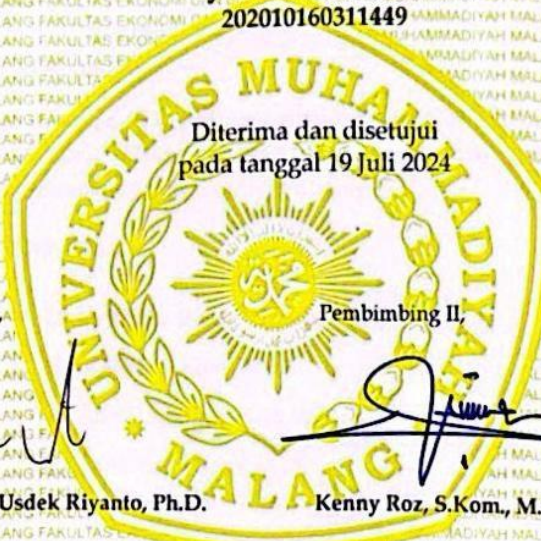 202010160311449
UNIVERSITAS MUHAMMADIYAH
Diterima dan disetujui
pada tanggal 19 Juli 2024
Pembimbing II,
MALANG
Usdek Riyanto, Ph.D.
Kenny Roz, S.Kom., M.